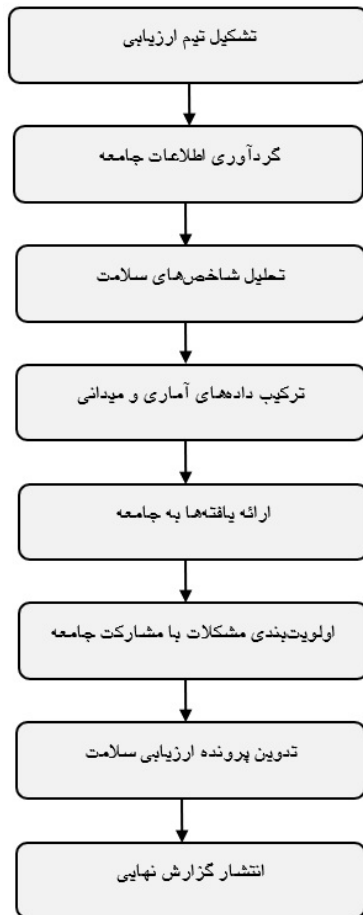 تشکیل تیم ارزیابی
گردآوری اطلاعات جامعه
تحلیل شاخص‌های سلامت
ترکیب داده‌های آماری و میدانی
ارائه یافته‌ها به جامعه
اولویت‌بندی مشکلات با مشارکت جامعه
تدوین پرونده ارزیابی سلامت
انتشار گزارش نهایی